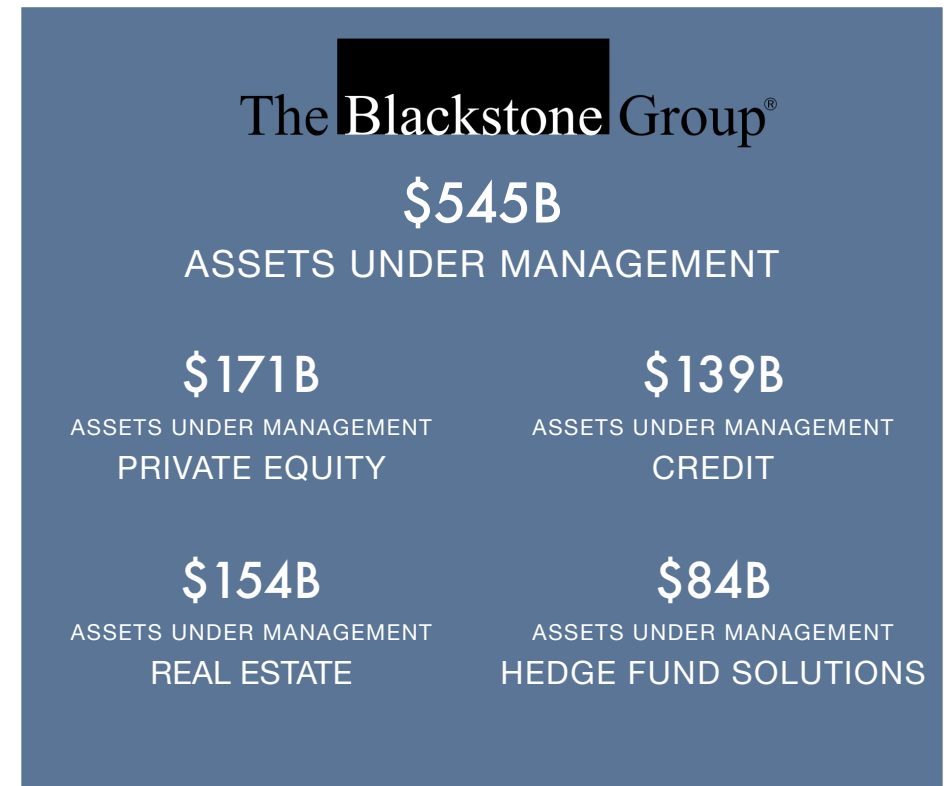 The Blackstone Group®
$545B
ASSETS UNDER MANAGEMENT
$171B
ASSETS UNDER MANAGEMENT
PRIVATE EQUITY
$139B
ASSETS UNDER MANAGEMENT
CREDIT
$154B
ASSETS UNDER MANAGEMENT
REAL ESTATE
$84B
ASSETS UNDER MANAGEMENT
HEDGE FUND SOLUTIONS